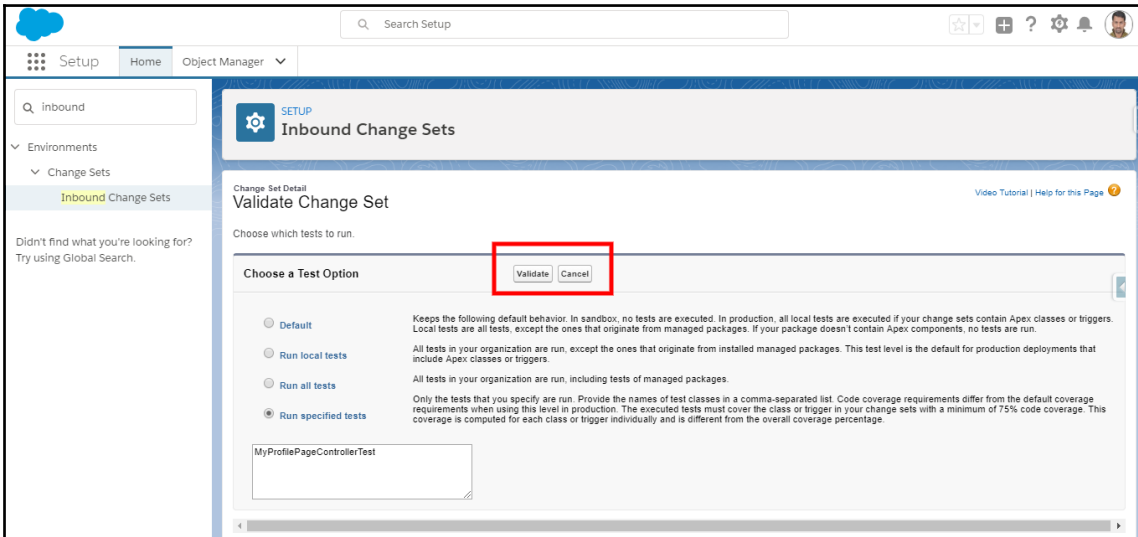 Search Setup
Setup
Home
Object Manager
inbound
Environments
Change Sets
Inbound Change Sets
Didn't find what you're looking for?
Try using Global Search.
SETUP
Inbound Change Sets
Change Set Detail
Validate Change Set
Video Tutorial | Help for this Page
Choose which tests to run.
Choose a Test Option
Validate Cancel
Default
Keeps the following default behavior. In sandbox, no tests are executed. In production, all local tests are executed if your change sets contain Apex classes or triggers.
Local tests are all tests, except the ones that originate from managed packages. If your package doesn't contain Apex components, no tests are run.
Run local tests
All tests in your organization are run, except the ones that originate from installed managed packages. This test level is the default for production deployments that
include Apex classes or triggers.
Run all tests
All tests in your organization are run, including tests of managed packages.
Run specified tests
Only the tests that you specify are run. Provide the names of test classes in a comma-separated list. Code coverage requirements differ from the default coverage
requirements when using this level in production. The executed tests must cover the class or trigger in your change sets with a minimum of 75% code coverage. This
coverage is computed for each class or trigger individually and is different from the overall coverage percentage.
MyProfilePageControllerTest